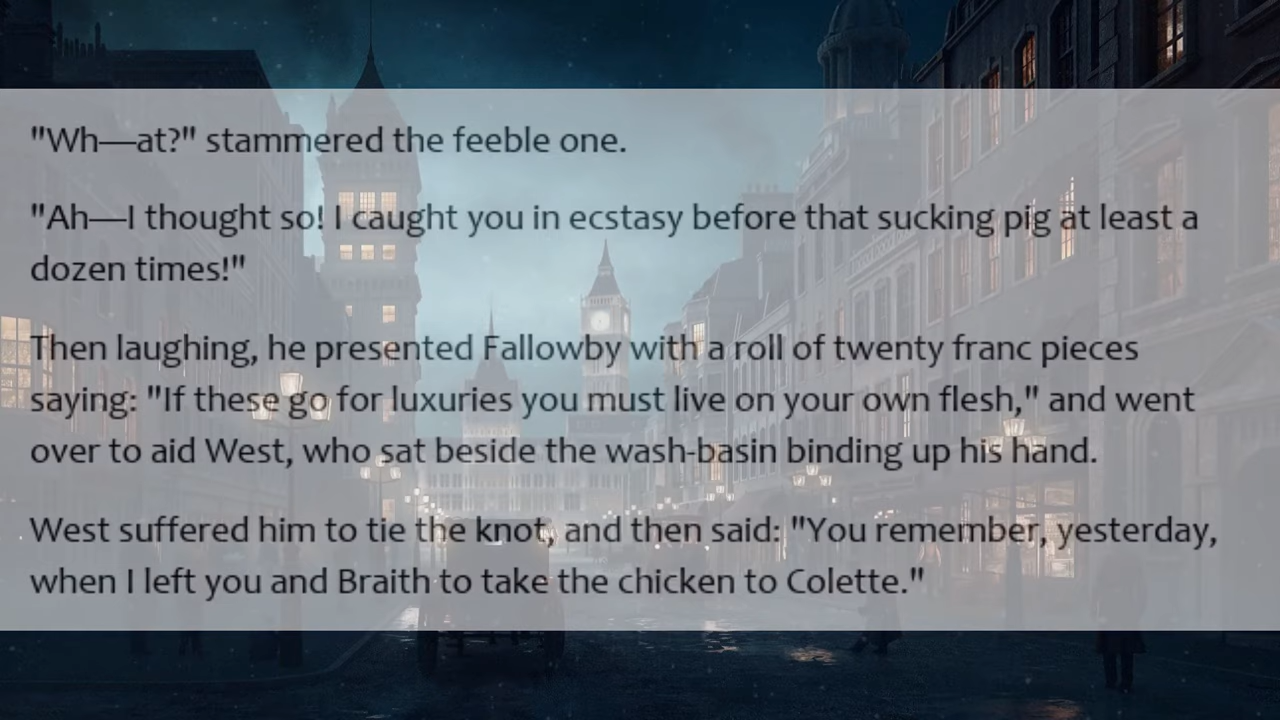 "Wh—at?" stammered the feeble one.
"Ah—I thought so! I caught you in ecstasy before that sucking pig at least a
dozen times!"
Then laughing, he presented Fallowby with a roll of twenty franc pieces
saying: "If these go for luxuries you must live on your own flesh," and went
over to aid West, who sat beside the wash-basin binding up his hand.
West suffered him to tie the knot, and then said: "You remember, yesterday,
when I left you and Braith to take the chicken to Colette."